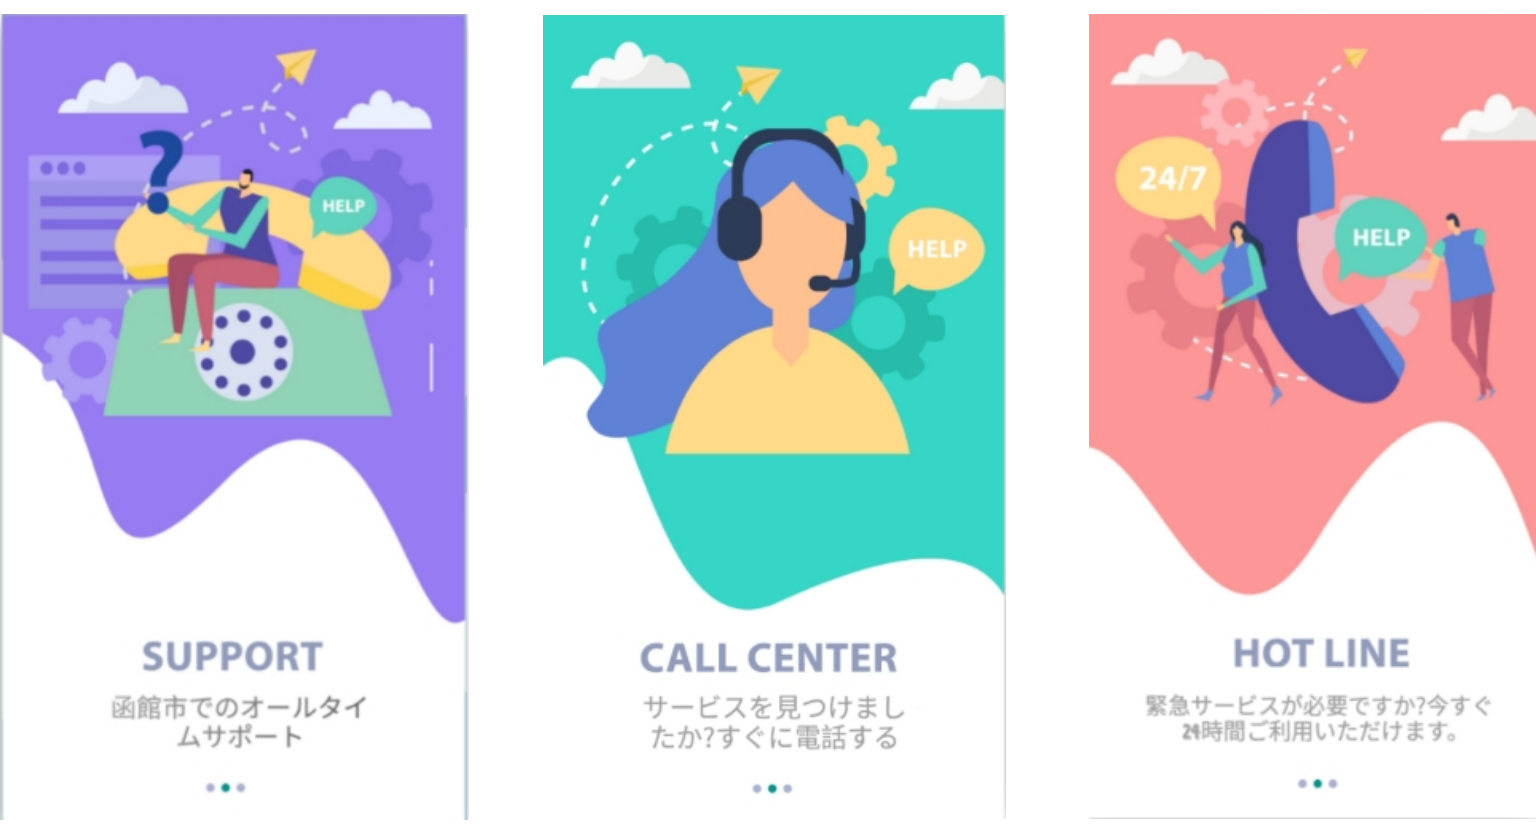 ?
HELP
SUPPORT
函館市でのオールタイ
ムサポート
HELP
CALL CENTER
サービスを見つけまし
たか?すぐに電話する
24/7
HELP
HOT LINE
緊急サービスが必要ですか?今すぐ
24時間ご利用いただけます。